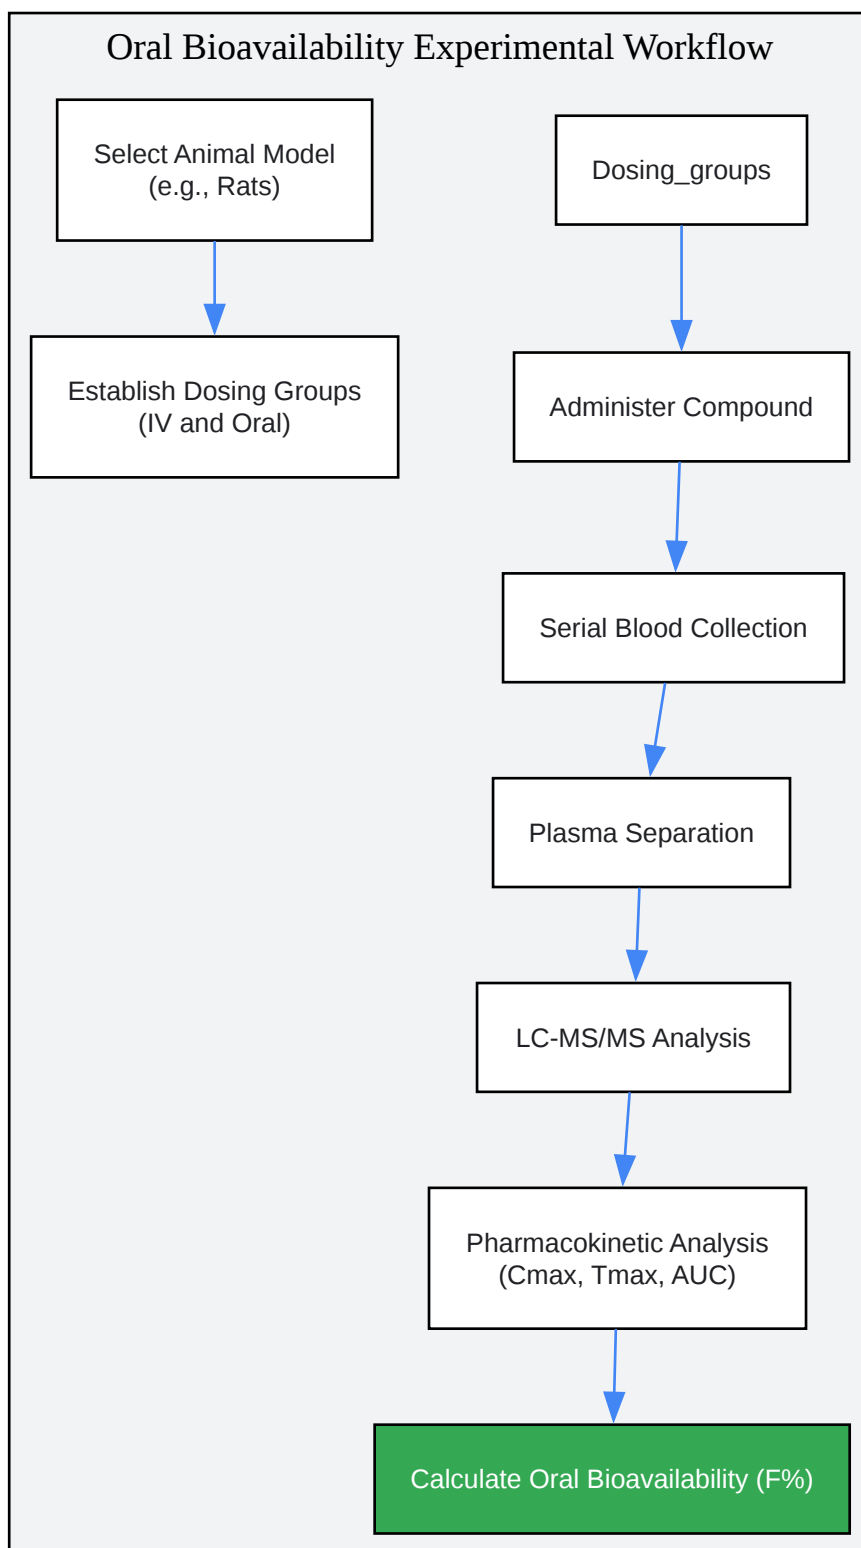 Oral Bioavailability Experimental Workflow
Select Animal Model
(e.g., Rats)
Establish Dosing Groups
(IV and Oral)
Dosing_groups
Administer Compound
Serial Blood Collection
Plasma Separation
LC-MS/MS Analysis
Pharmacokinetic Analysis
(Cmax, Tmax, AUC)
Calculate Oral Bioavailability (F%)